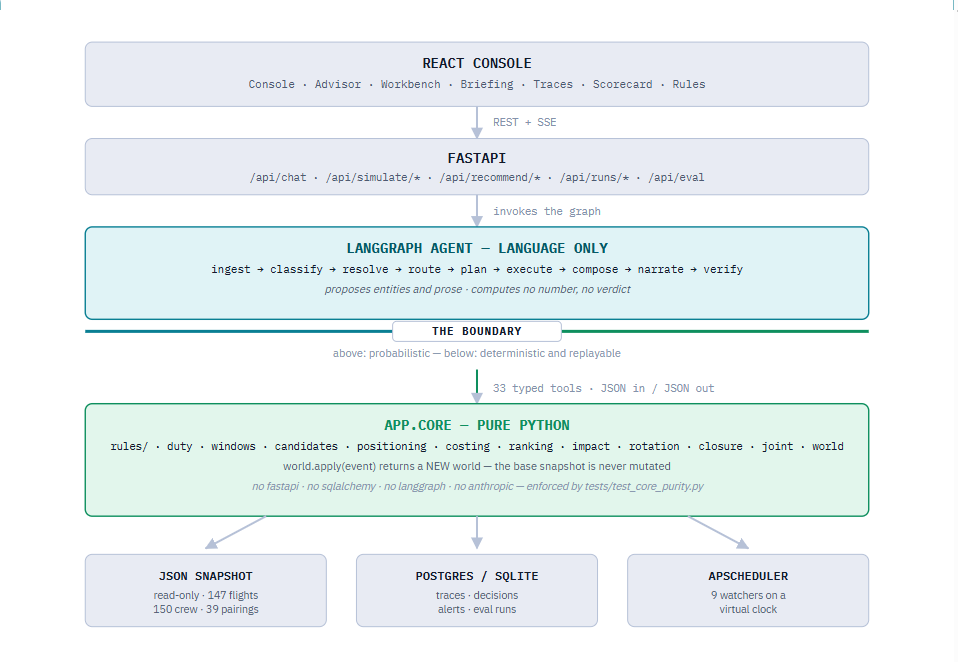 REACT CONSOLE
Console · Advisor · Workbench · Briefing · Traces · Scorecard · Rules
REST + SSE
FASTAPI
/api/chat · /api/simulate/* · /api/recommend/* · /api/runs/* · /api/eval
invokes the graph
LANGGRAPH AGENT — LANGUAGE ONLY
ingest → classify → resolve → route → plan → execute → compose → narrate → verify
proposes entities and prose · computes no number, no verdict
THE BOUNDARY
above: probabilistic — below: deterministic and replayable
33 typed tools · JSON in / JSON out
APP.CORE — PURE PYTHON
rules/ · duty · windows · candidates · positioning · costing · ranking · impact · rotation · closure · joint · world
world.apply(event) returns a NEW world — the base snapshot is never mutated
no fastapi · no sqlalchemy · no langgraph · no anthropic — enforced by tests/test_core_purity.py
JSON SNAPSHOT
read-only · 147 flights
150 crew · 39 pairings
POSTGRES / SQLITE
traces · decisions
alerts · eval runs
APSCHEDULER
9 watchers on a
virtual clock